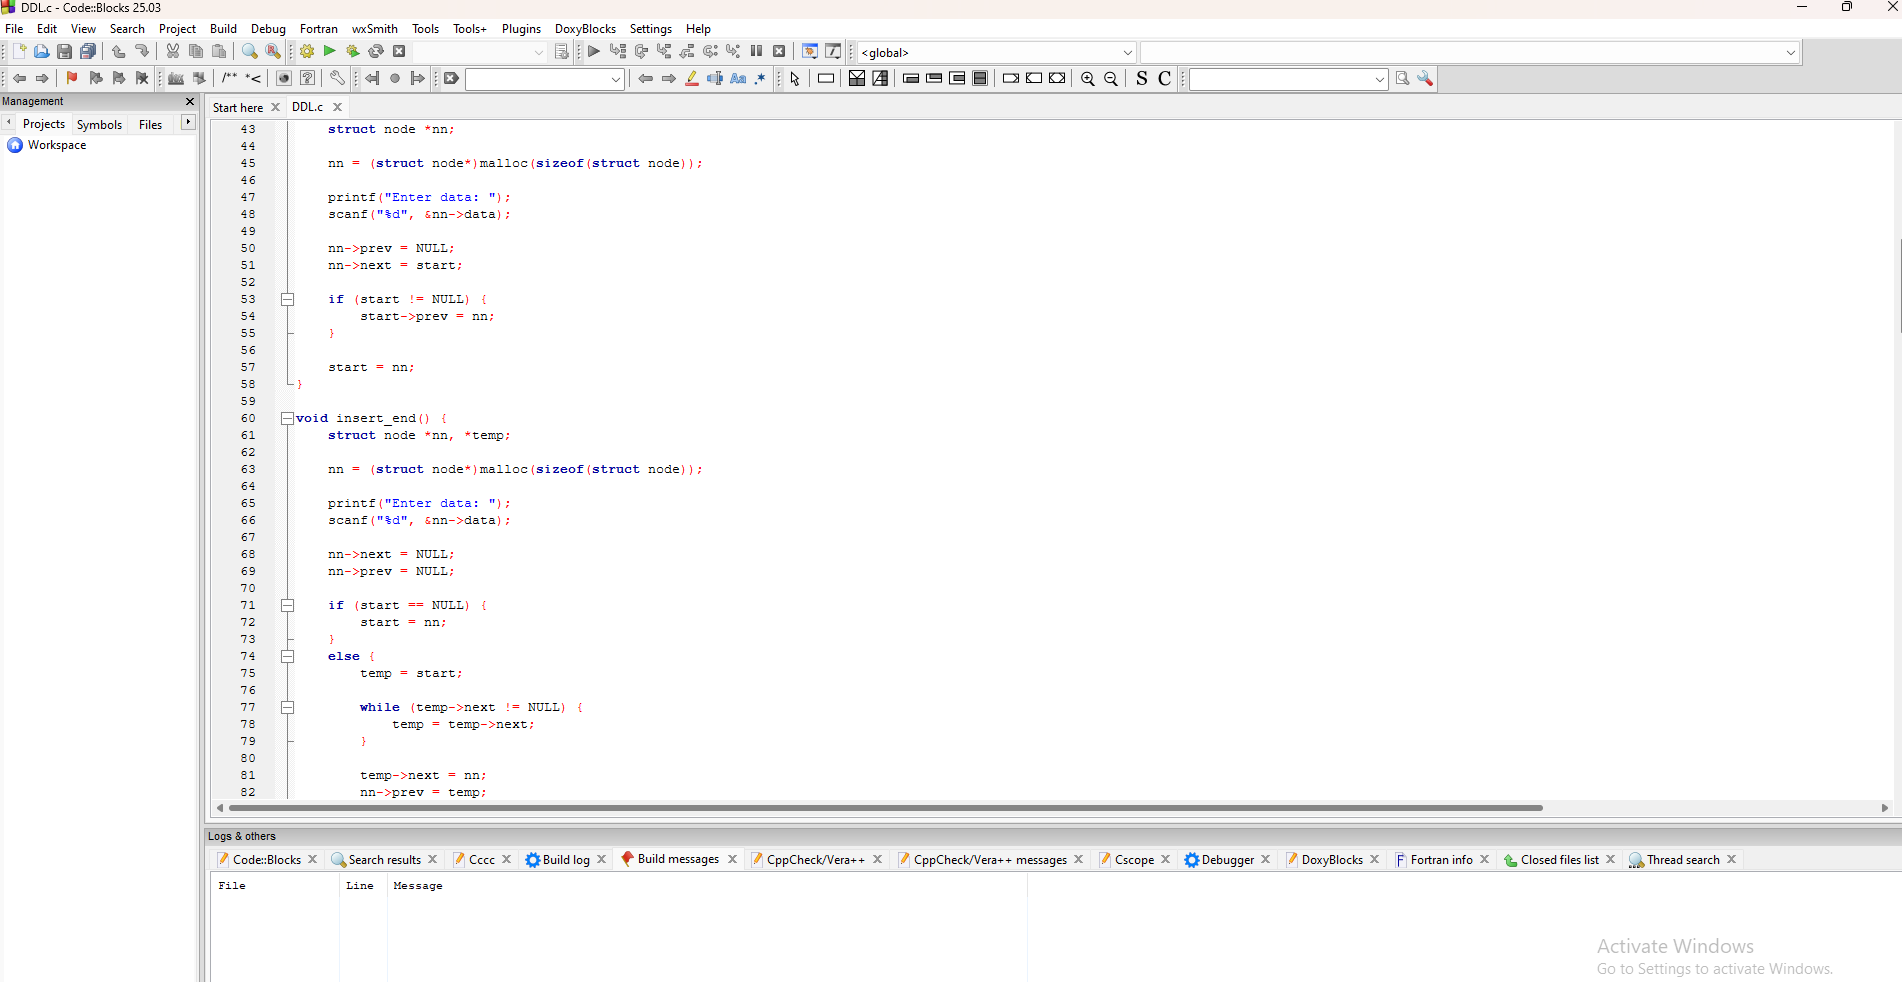 DDL.c - Code::Blocks 25.03
File Edit View Search Project Build Debug Fortran wxSmith Tools Tools+ Plugins DoxyBlocks Settings Help
<global>
/** *< Aa .* S C
Management
Start here DDL.c
Projects Symbols Files
Workspace
43 struct node *nn;
44
45 nn = (struct node*)malloc(sizeof(struct node));
46
47 printf("Enter data: ");
48 scanf("%d", &nn->data);
49
50 nn->prev = NULL;
51 nn->next = start;
52
53 if (start != NULL) {
54 start->prev = nn;
55 }
56
57 start = nn;
58 }
59
60 void insert_end() {
61 struct node *nn, *temp;
62
63 nn = (struct node*)malloc(sizeof(struct node));
64
65 printf("Enter data: ");
66 scanf("%d", &nn->data);
67
68 nn->next = NULL;
69 nn->prev = NULL;
70
71 if (start == NULL) {
72 start = nn;
73 }
74 else {
75 temp = start;
76
77 while (temp->next != NULL) {
78 temp = temp->next;
79 }
80
81 temp->next = nn;
82 nn->prev = temp;
Logs & others
Code::Blocks Search results Cccc Build log Build messages CppCheck/Vera++ CppCheck/Vera++ messages Cscope Debugger DoxyBlocks Fortran info Closed files list Thread search
File Line Message
Activate Windows
Go to Settings to activate Windows.